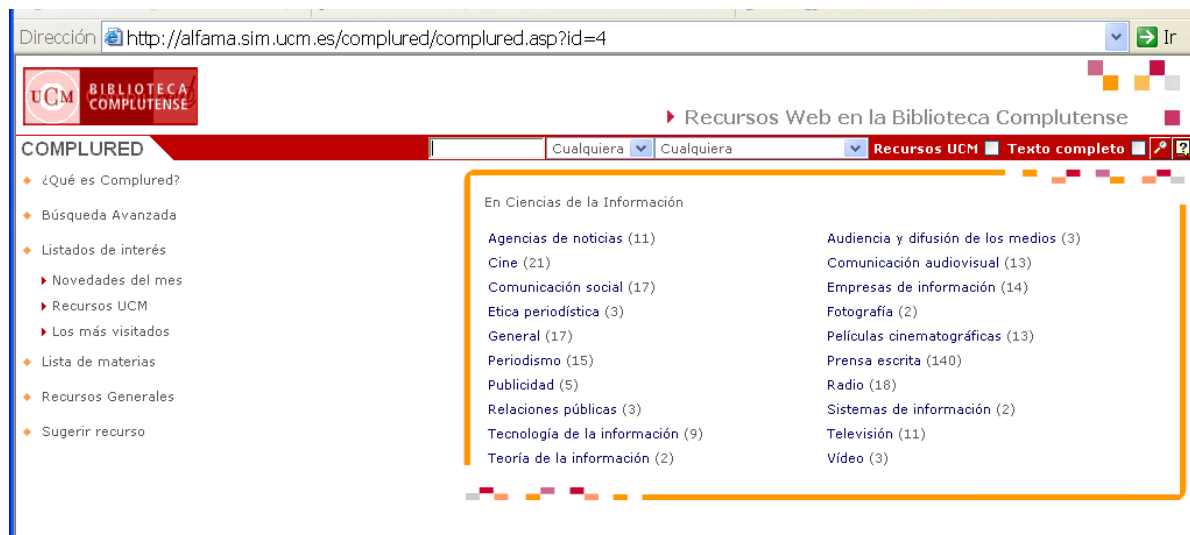 Dirección http://alfama.sim.ucm.es/complured/complured.asp?id=4 Ir
UCM BIBLIOTECA COMPLUTENSE
Recursos Web en la Biblioteca Complutense
COMPLURED Cualquiera Cualquiera Recursos UCM Texto completo ?
¿Qué es Complured?
Búsqueda Avanzada
Listados de interés
Novedades del mes
Recursos UCM
Los más visitados
Lista de materias
Recursos Generales
Sugerir recurso
En Ciencias de la Información
Agencias de noticias (11)
Cine (21)
Comunicación social (17)
Etica periodística (3)
General (17)
Periodismo (15)
Publicidad (5)
Relaciones públicas (3)
Tecnología de la información (9)
Teoría de la información (2)
Audiencia y difusión de los medios (3)
Comunicación audiovisual (13)
Empresas de información (14)
Fotografía (2)
Películas cinematográficas (13)
Prensa escrita (140)
Radio (18)
Sistemas de información (2)
Televisión (11)
Vídeo (3)